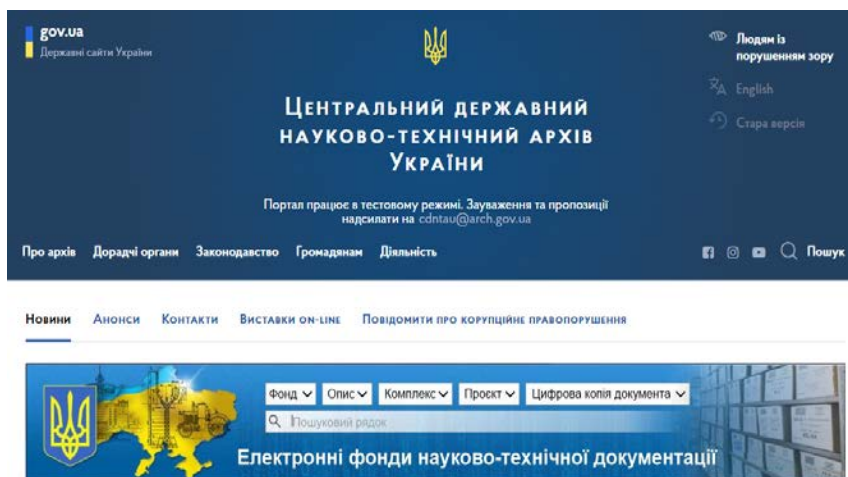 gov.ua
Державні сайти України
Людям із
порушенням зору
English
Стара версія
Центральний державний
науково-технічний архів
України
Портал працює в тестовому режимі. Зауваження та пропозиції
надсилати на cdntau@arch.gov.ua
Про архів Дорадчі органи Законодавство Громадянам Діяльність Пошук
Новини Анонси Контакти Виставки on-line Повідомити про корупційне правопорушення
Фонд Опис Комплекс Проєкт Цифрова копія документа
Пошуковий рядок
Електронні фонди науково-технічної документації